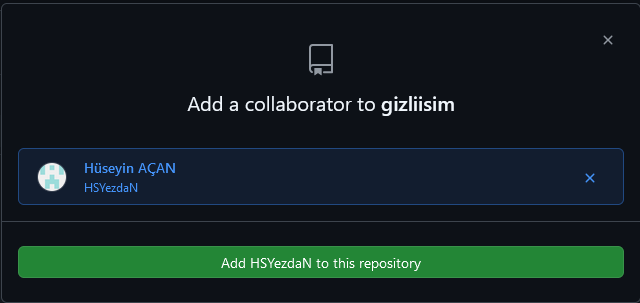 Add a collaborator to gizliisim
Hüseyin AÇAN
HSYezdaN
Add HSYezdaN to this repository